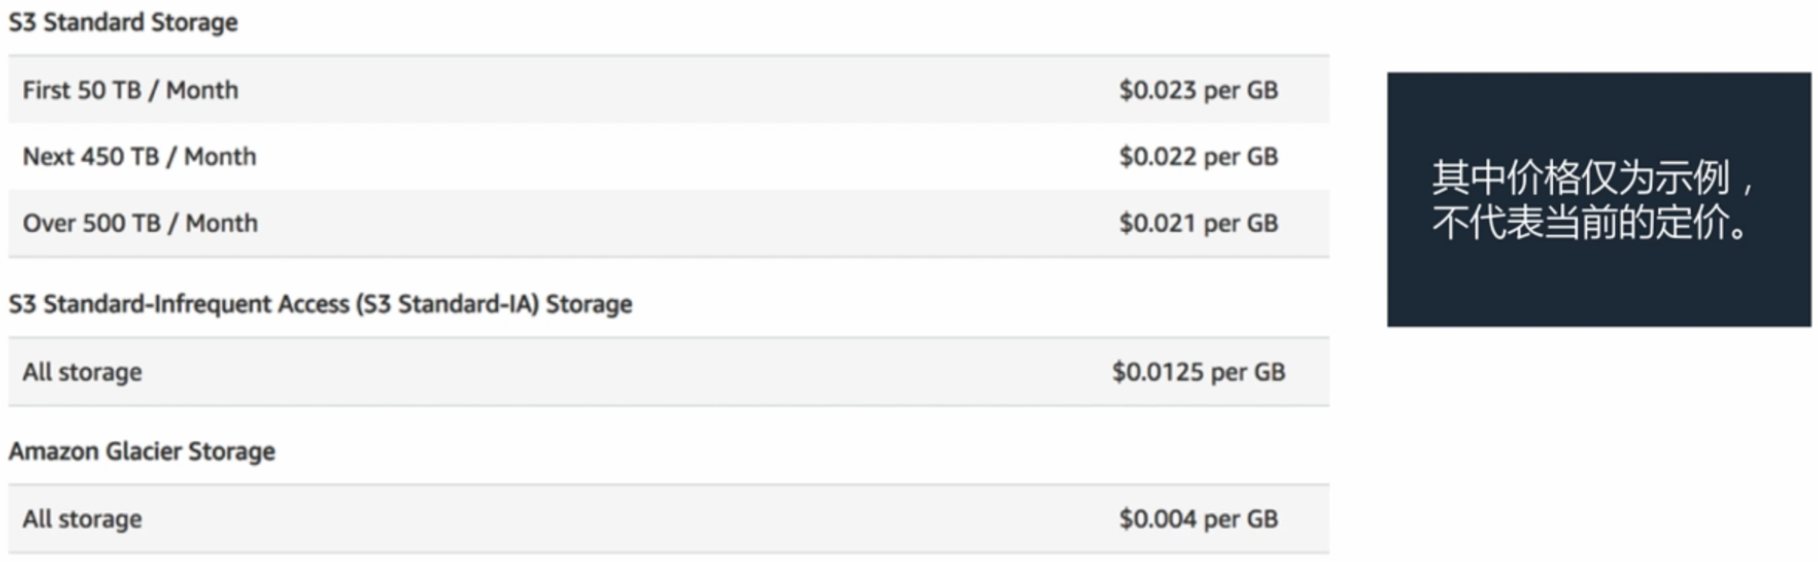 S3 Standard Storage
First 50 TB / Month $0.023 per GB
Next 450 TB / Month $0.022 per GB
Over 500 TB / Month $0.021 per GB
S3 Standard-Infrequent Access (S3 Standard-IA) Storage
All storage $0.0125 per GB
Amazon Glacier Storage
All storage $0.004 per GB
其中价格仅为示例，
不代表当前的定价。